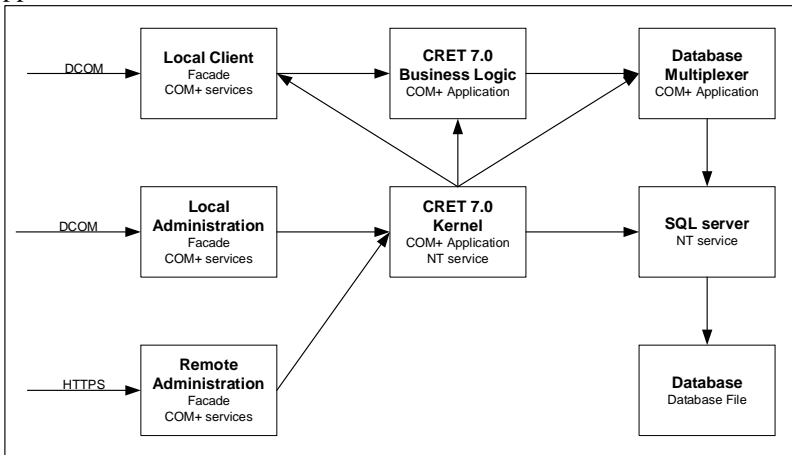 DCOM
Local Client
Facade
COM+ services
CRET 7.0
Business Logic
COM+ Application
Database
Multiplexer
COM+ Application
DCOM
Local
Administration
Facade
COM+ services
CRET 7.0
Kernel
COM+ Application
NT service
SQL server
NT service
HTTPS
Remote
Administration
Facade
COM+ services
Database
Database File